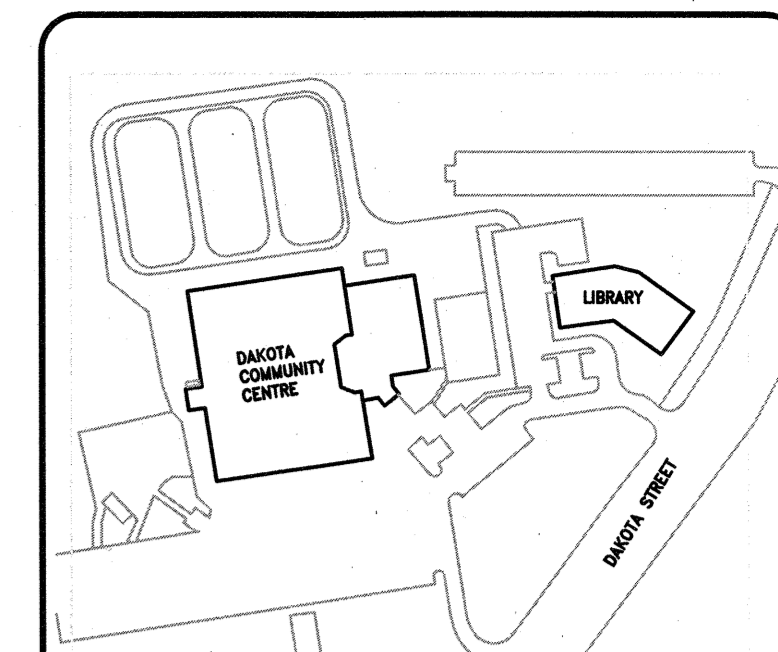 LIBRARY
DAKOTA
COMMUNITY
CENTRE
DAKOTA STREET